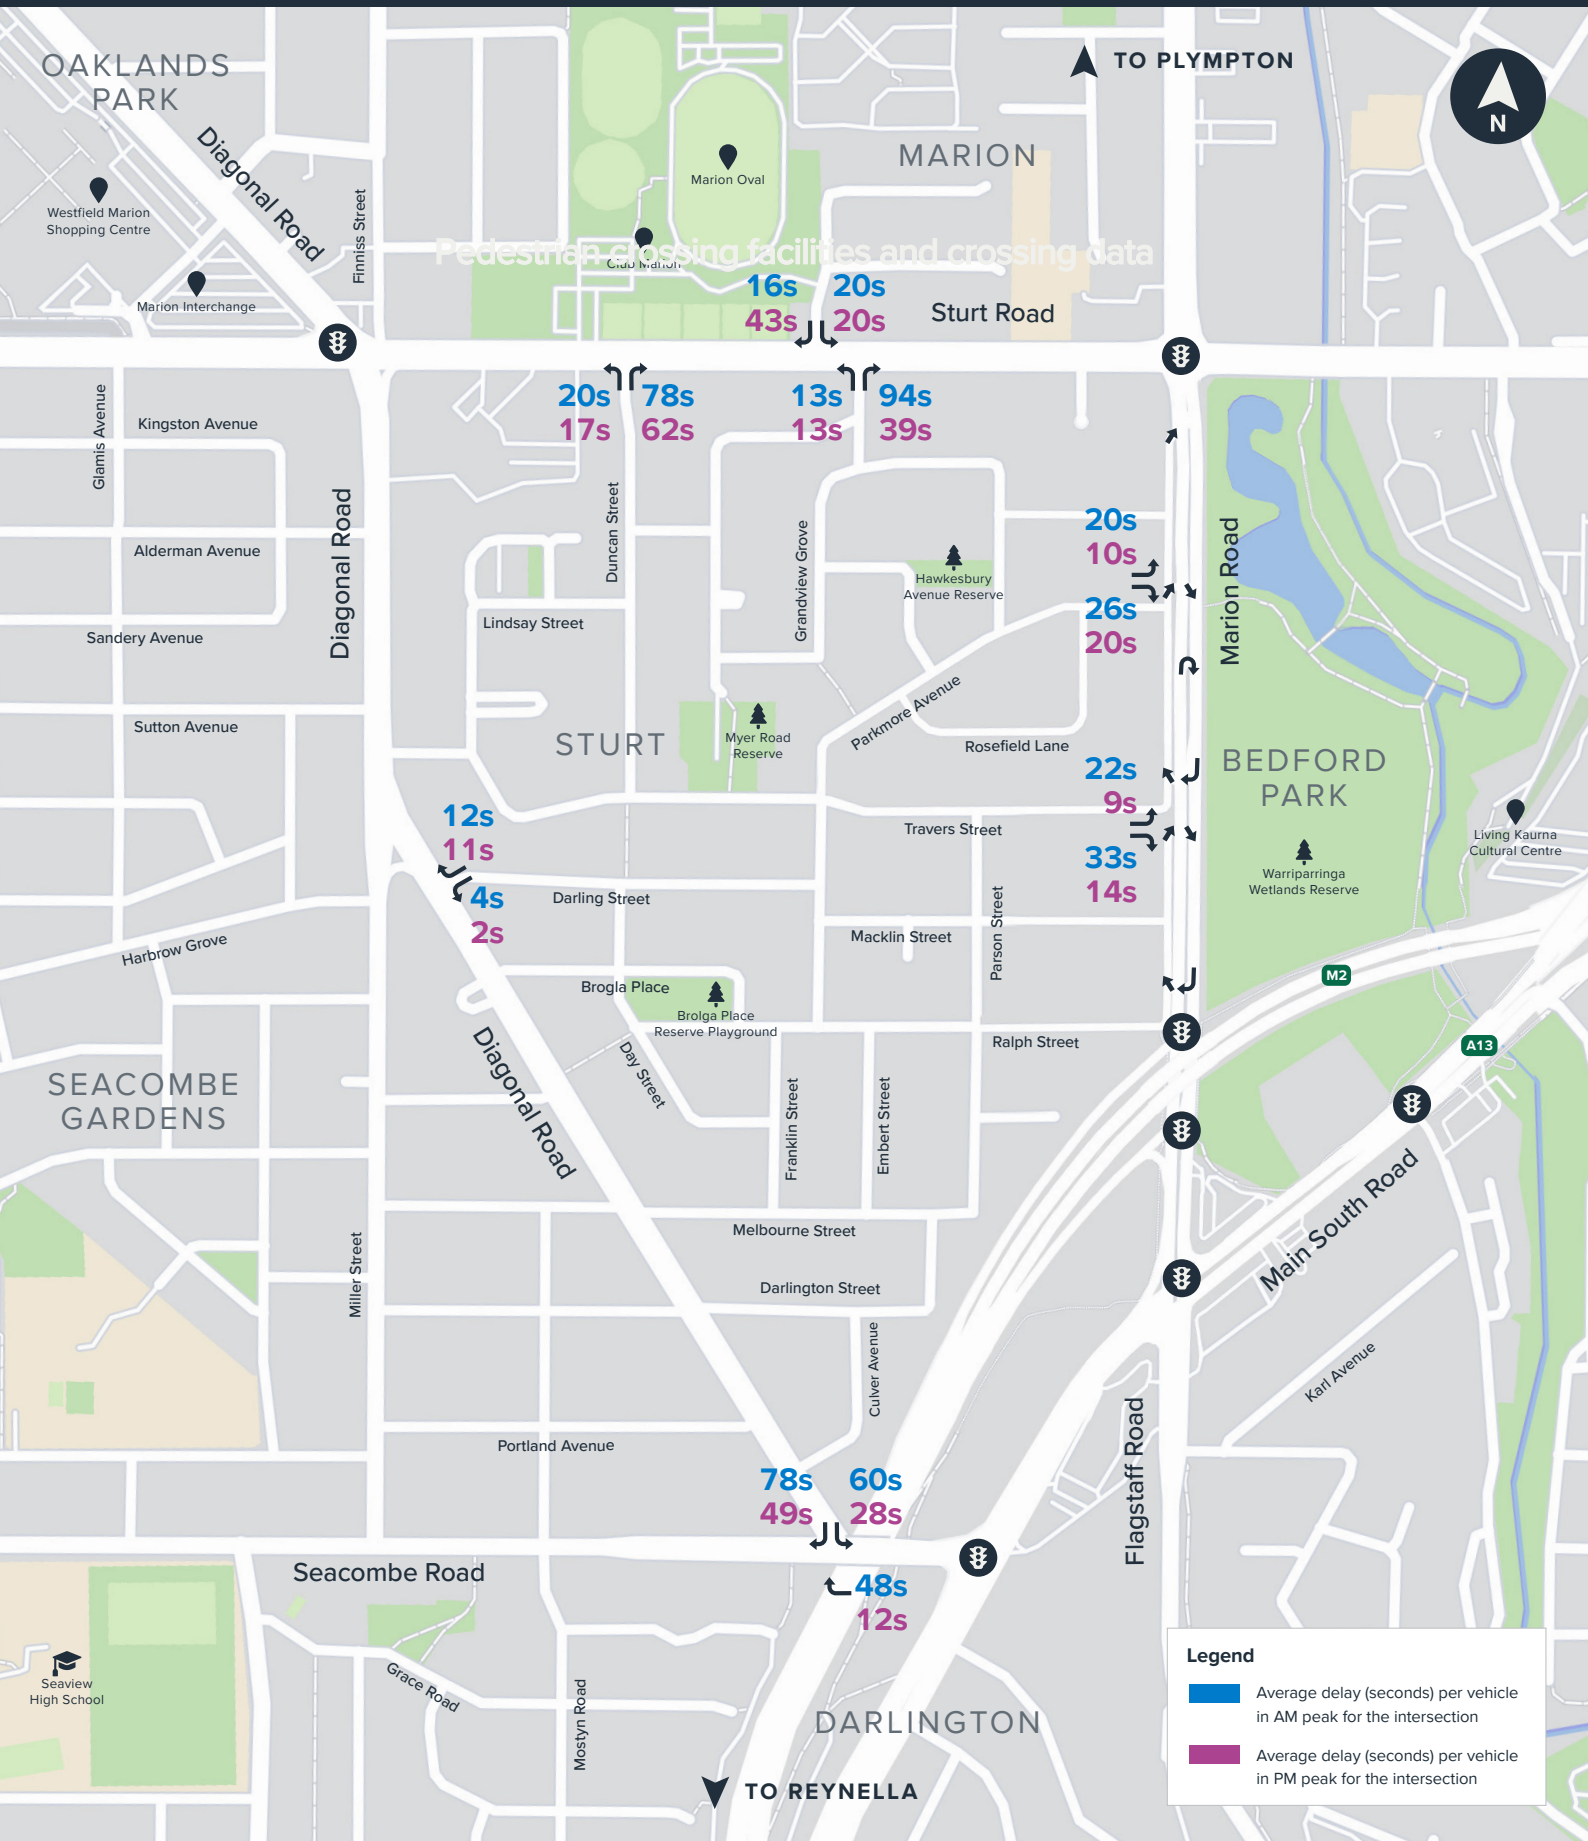 OAKLANDS
PARK
TO PLYMPTON
N
MARION
Diagonal Road
Marion Oval
Westfield Marion
Shopping Centre
Finniss Street
Pedestrian crossing facilities and crossing data
Club Marion
Marion Interchange
16s
20s
43s
20s
Sturt Road
20s
78s
13s
94s
17s
62s
13s
39s
Glamis Avenue
Kingston Avenue
Diagonal Road
Duncan Street
Grandview Grove
20s
10s
Marion Road
Alderman Avenue
Hawkesbury
Avenue Reserve
26s
20s
Lindsay Street
Sandery Avenue
Parkmore Avenue
Sutton Avenue
STURT
Myer Road
Reserve
Rosefield Lane
BEDFORD
PARK
22s
9s
12s
11s
Travers Street
Living Kaurna
Cultural Centre
33s
14s
Warriparringa
Wetlands Reserve
4s
2s
Darling Street
Parson Street
Macklin Street
Harbrow Grove
M2
Brogla Place
Brolga Place
Reserve Playground
Ralph Street
A13
Diagonal Road
Day Street
SEACOMBE
GARDENS
Franklin Street
Embert Street
Main South Road
Melbourne Street
Miller Street
Darlington Street
Culver Avenue
Karl Avenue
Flagstaff Road
Portland Avenue
78s
60s
49s
28s
Seacombe Road
48s
12s
Seaview
High School
Grace Road
Mostyn Road
DARLINGTON
TO REYNELLA
Legend
Average delay (seconds) per vehicle
in AM peak for the intersection
Average delay (seconds) per vehicle
in PM peak for the intersection